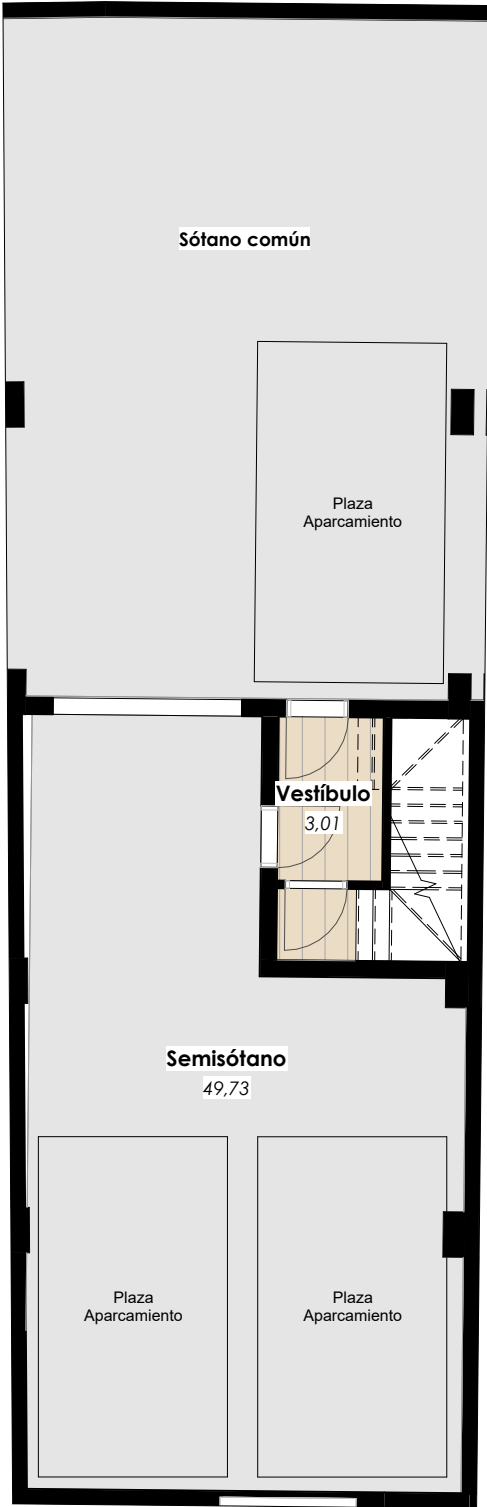 Sótano común
Plaza
Aparcamiento
Vestíbulo
3,01
Semisótano
49,73
Plaza
Aparcamiento
Plaza
Aparcamiento